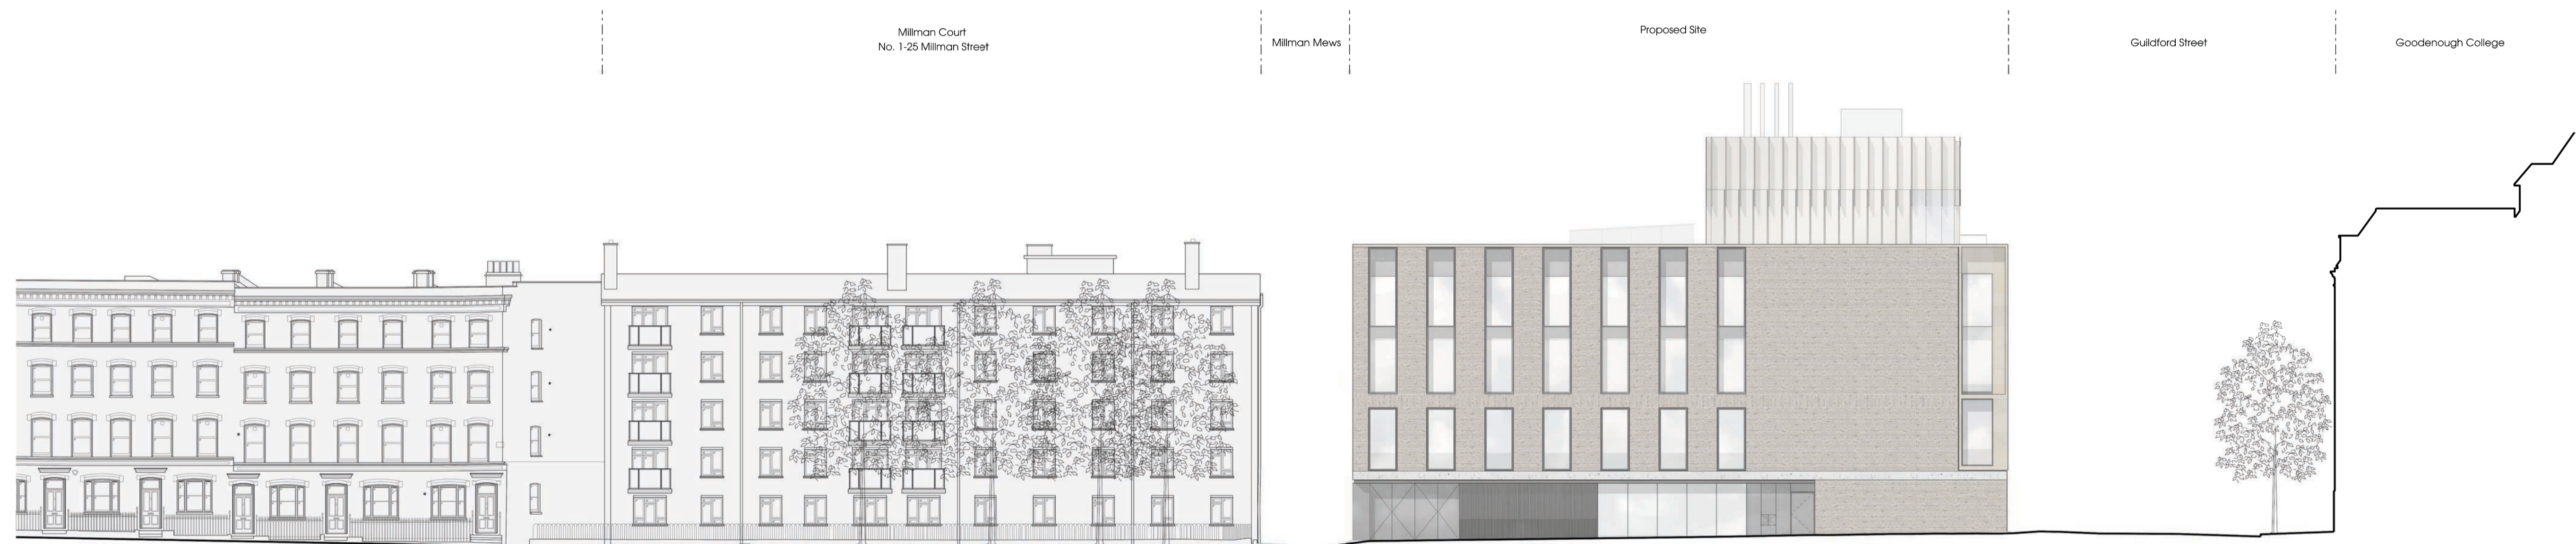 Millman Court
No. 1-25 Millman Street
Millman Mews
Proposed Site
Guildford Street
Goodenough College